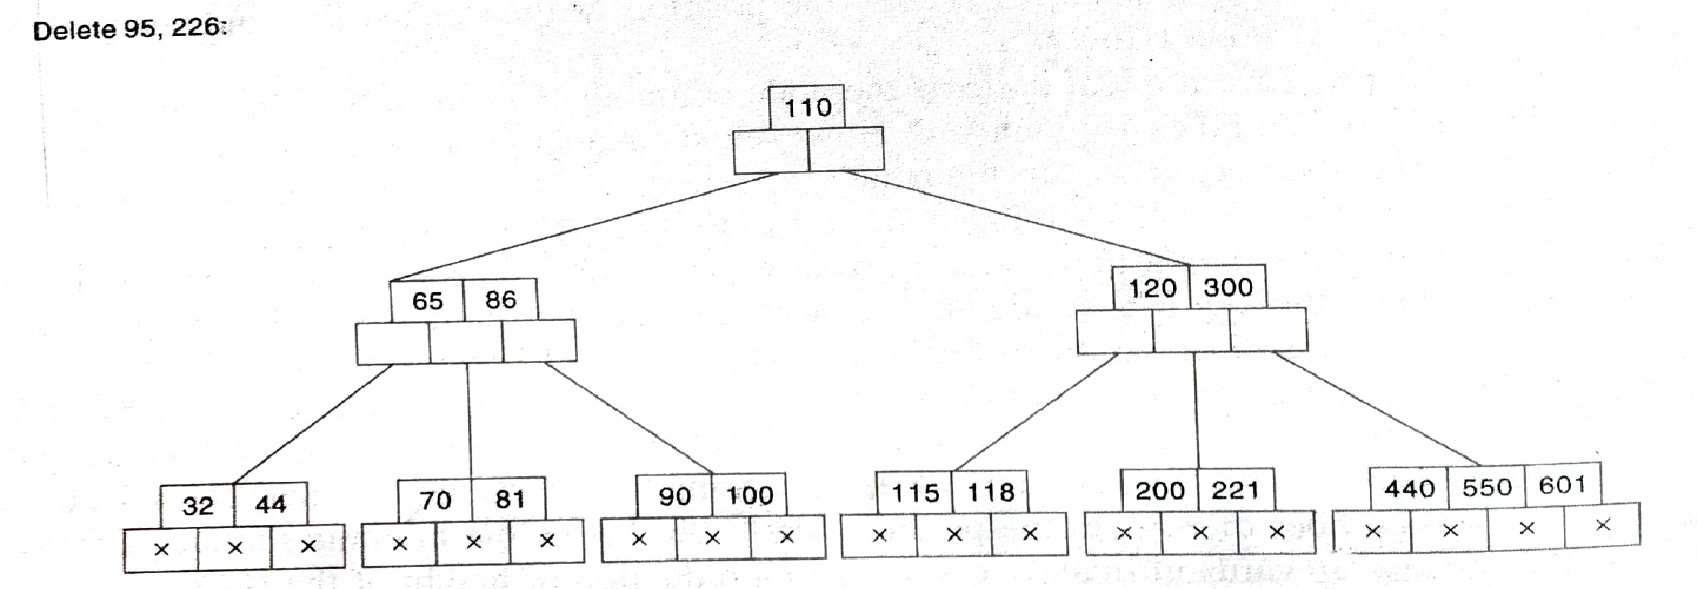 Delete 95, 226:
110
65 86
120 300
32 44
70 81
90 100
115 118
200 221
440 550 601
× × ×
× × ×
× × ×
× × ×
× × ×
× × × ×